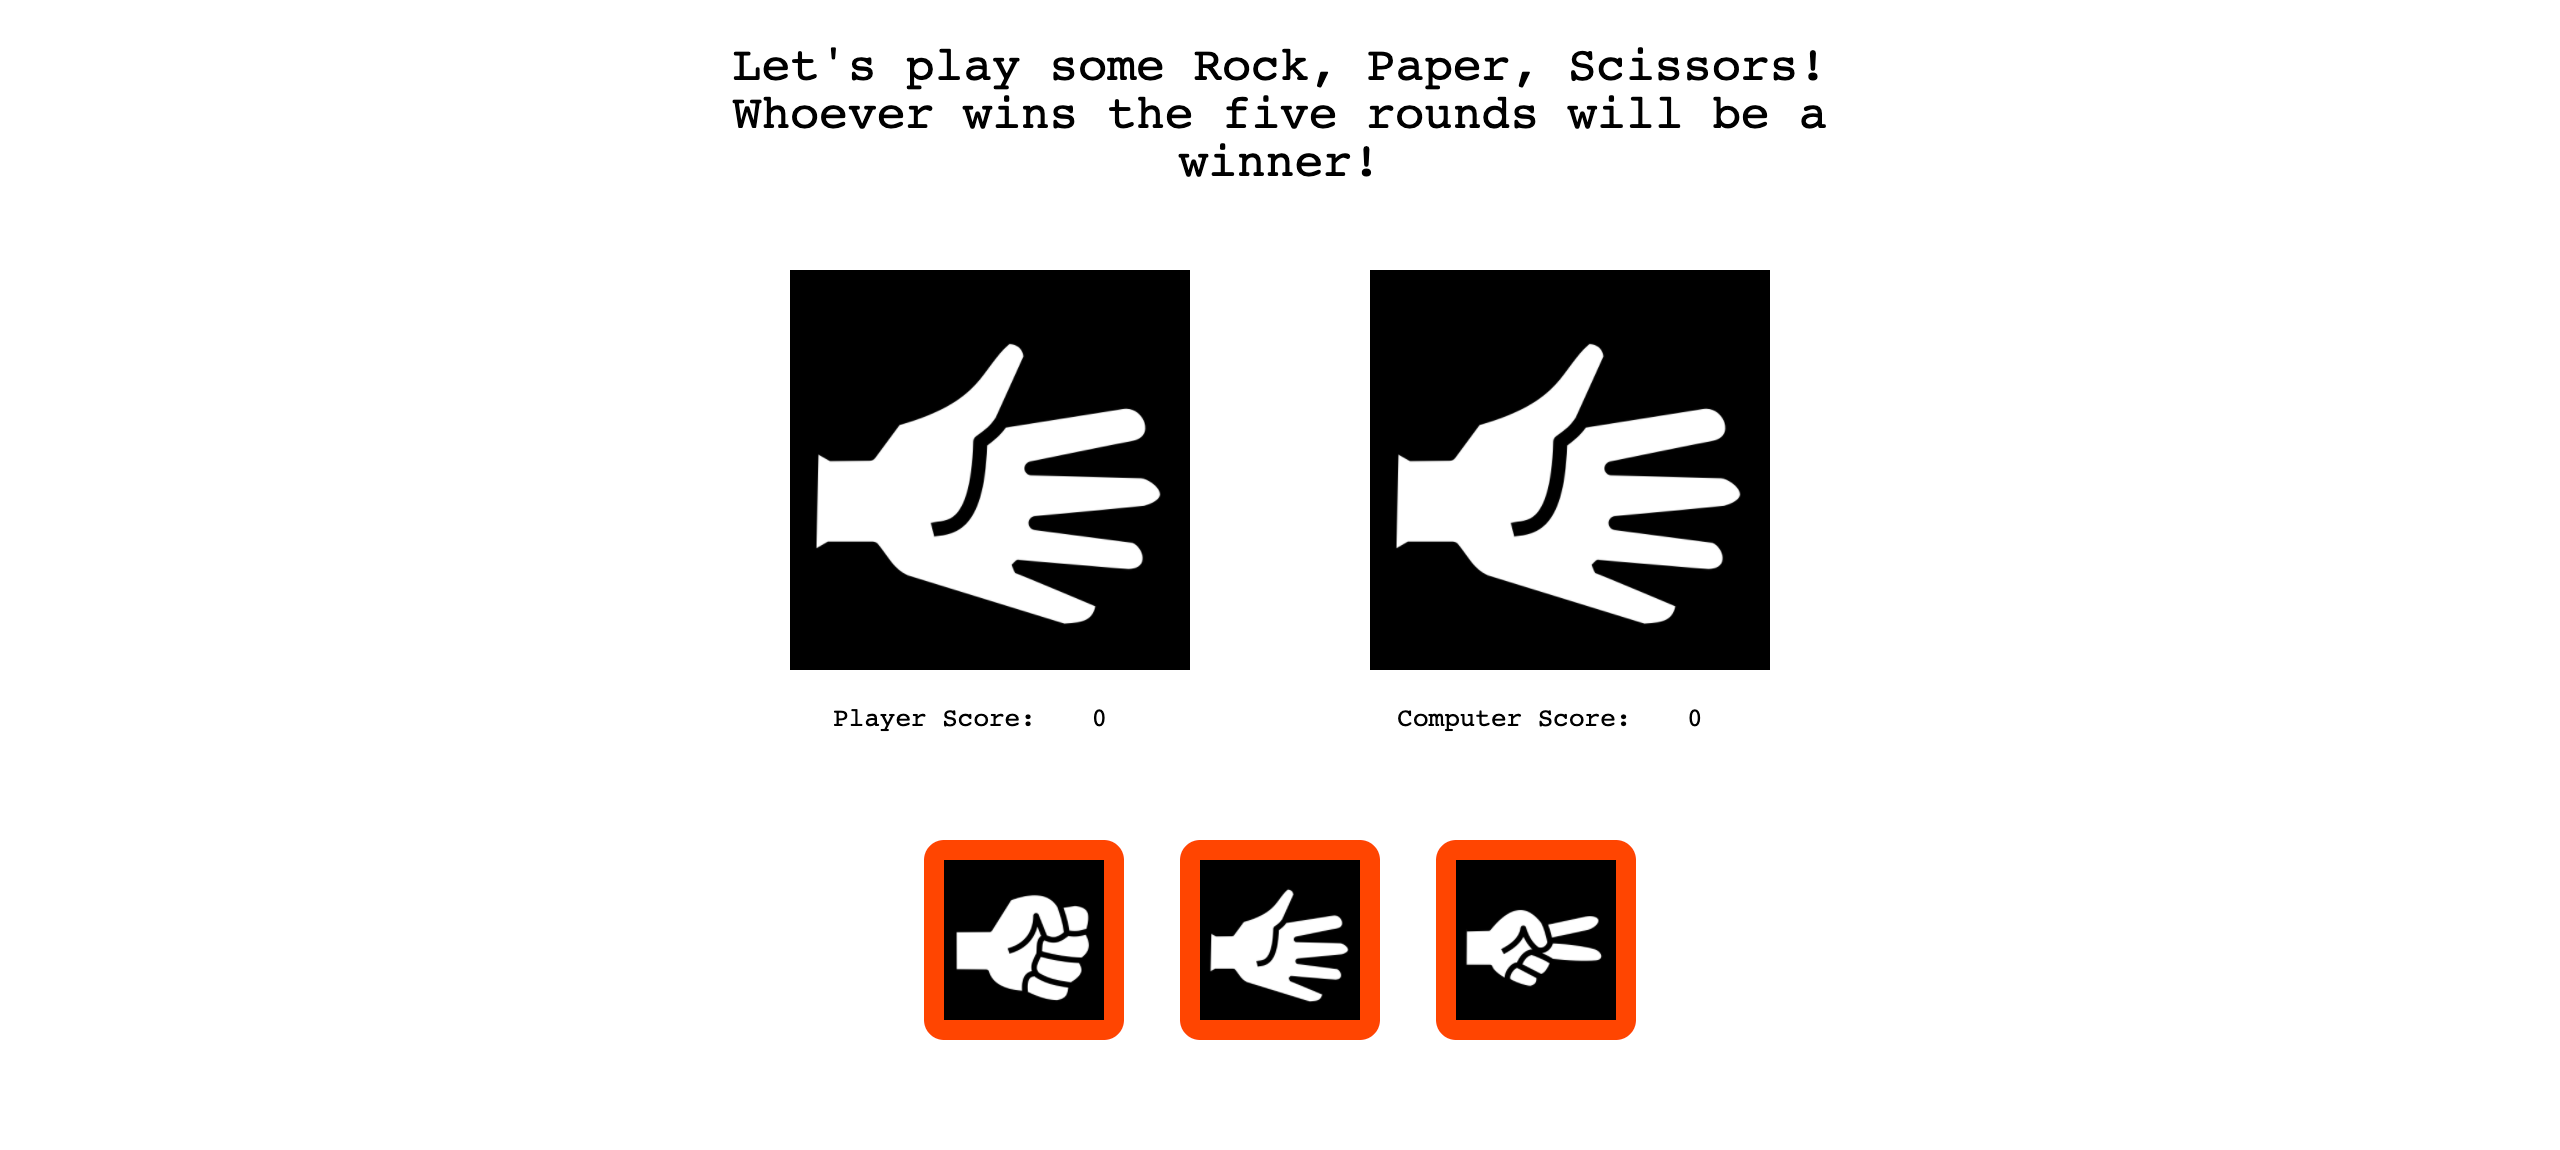 Let's play some Rock, Paper, Scissors!
Whoever wins the five rounds will be a
winner!
Player Score: 0
Computer Score: 0